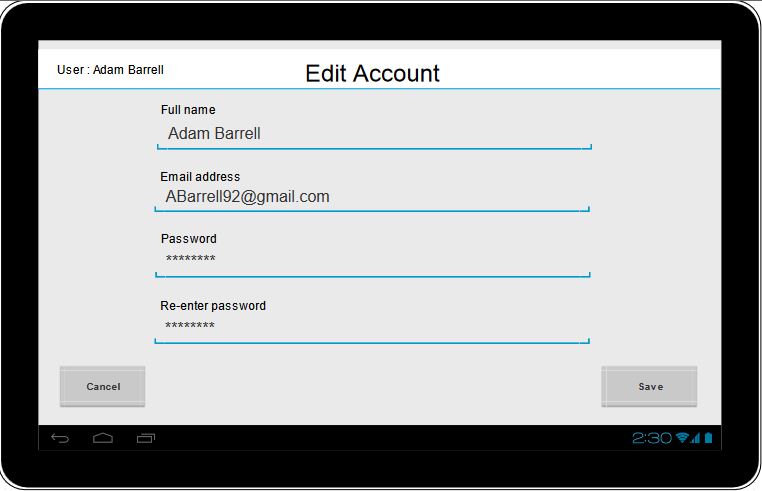 User : Adam Barrell
Edit Account
Full name
Adam Barrell
Email address
ABarrell92@gmail.com
Password
********
Re-enter password
********
Cancel
Save
2:30